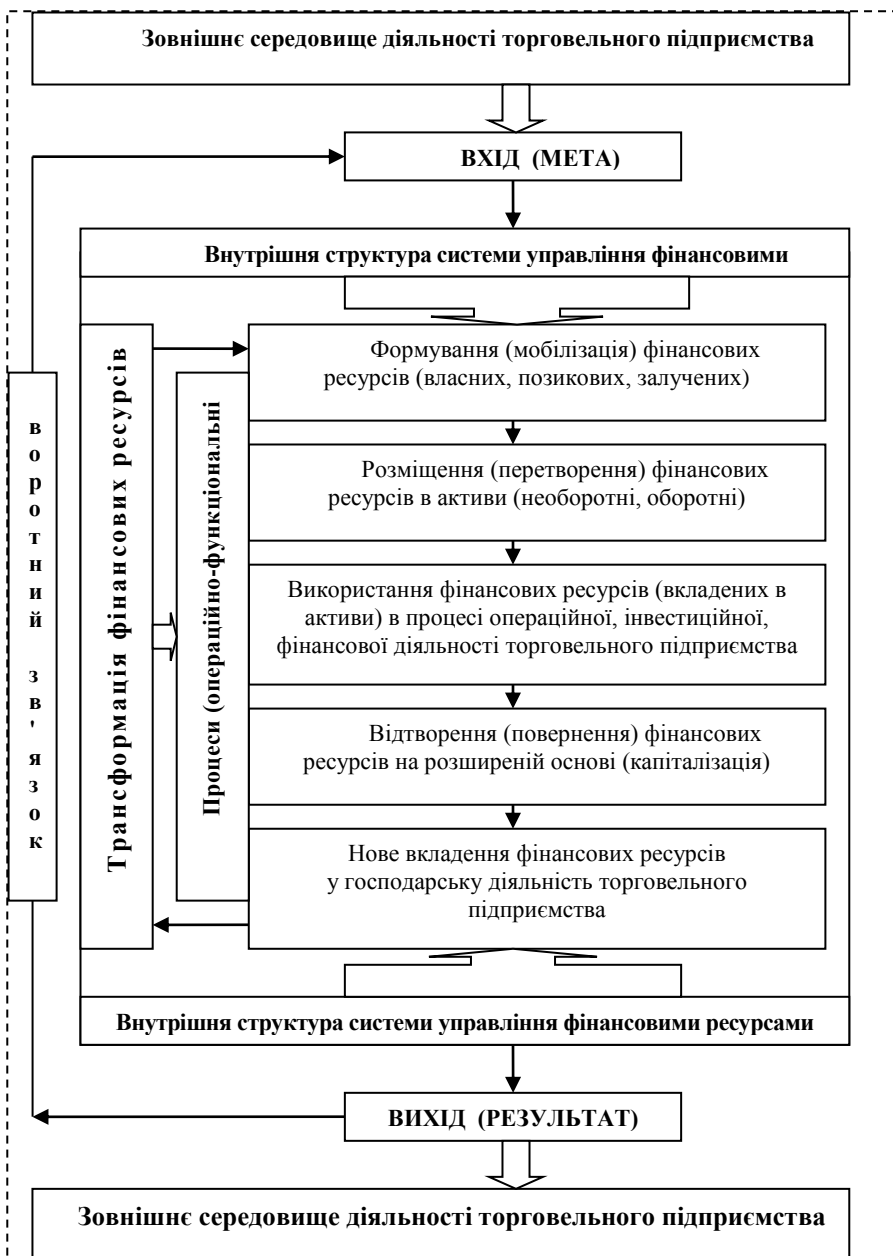 Зовнішнє середовище діяльності торговельного підприємства
ВХІД (МЕТА)
Внутрішня структура системи управління фінансовими
воротний зв'язок
Трансформація фінансових ресурсів
Процеси (операційно-функціональні
Формування (мобілізація) фінансових
ресурсів (власних, позикових, залучених)
Розміщення (перетворення) фінансових
ресурсів в активи (необоротні, оборотні)
Використання фінансових ресурсів (вкладених в
активи) в процесі операційної, інвестиційної,
фінансової діяльності торговельного підприємства
Відтворення (повернення) фінансових
ресурсів на розширеній основі (капіталізація)
Нове вкладення фінансових ресурсів
у господарську діяльність торговельного
підприємства
Внутрішня структура системи управління фінансовими ресурсами
ВИХІД (РЕЗУЛЬТАТ)
Зовнішнє середовище діяльності торговельного підприємства